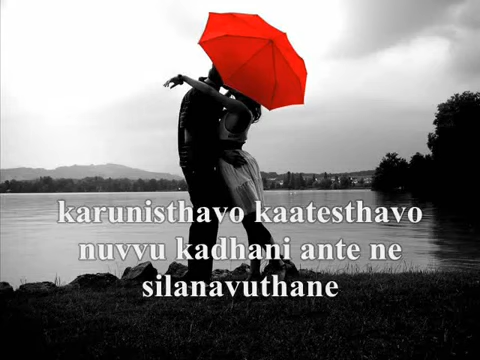 karunisthavo kaatesthavo
nuvvu kadhani ante ne
silanavuthane